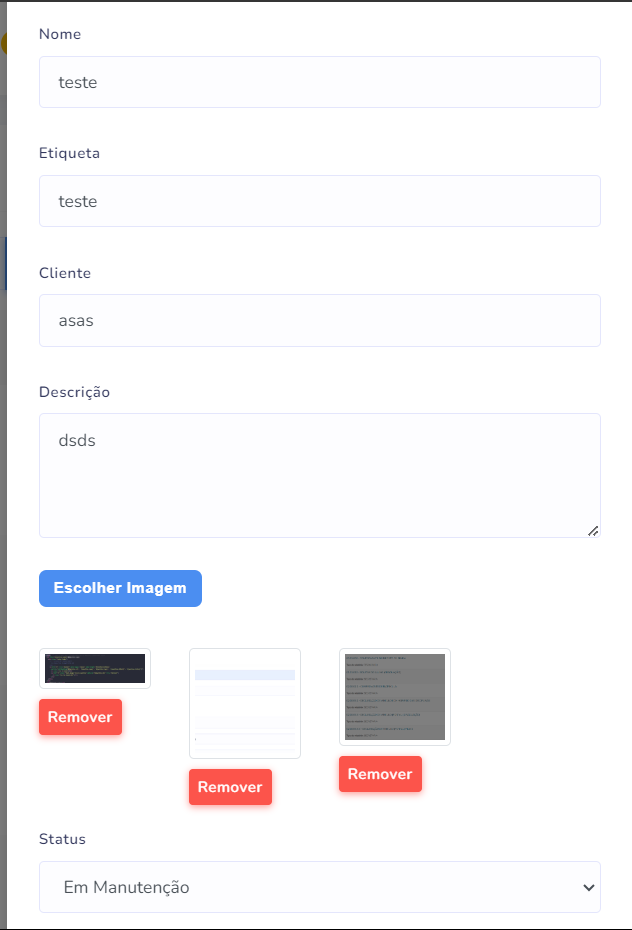 Nome
teste
Etiqueta
teste
Cliente
asas
Descrição
dsds
Escolher Imagem
Remover
Remover
Remover
Status
Em Manutenção